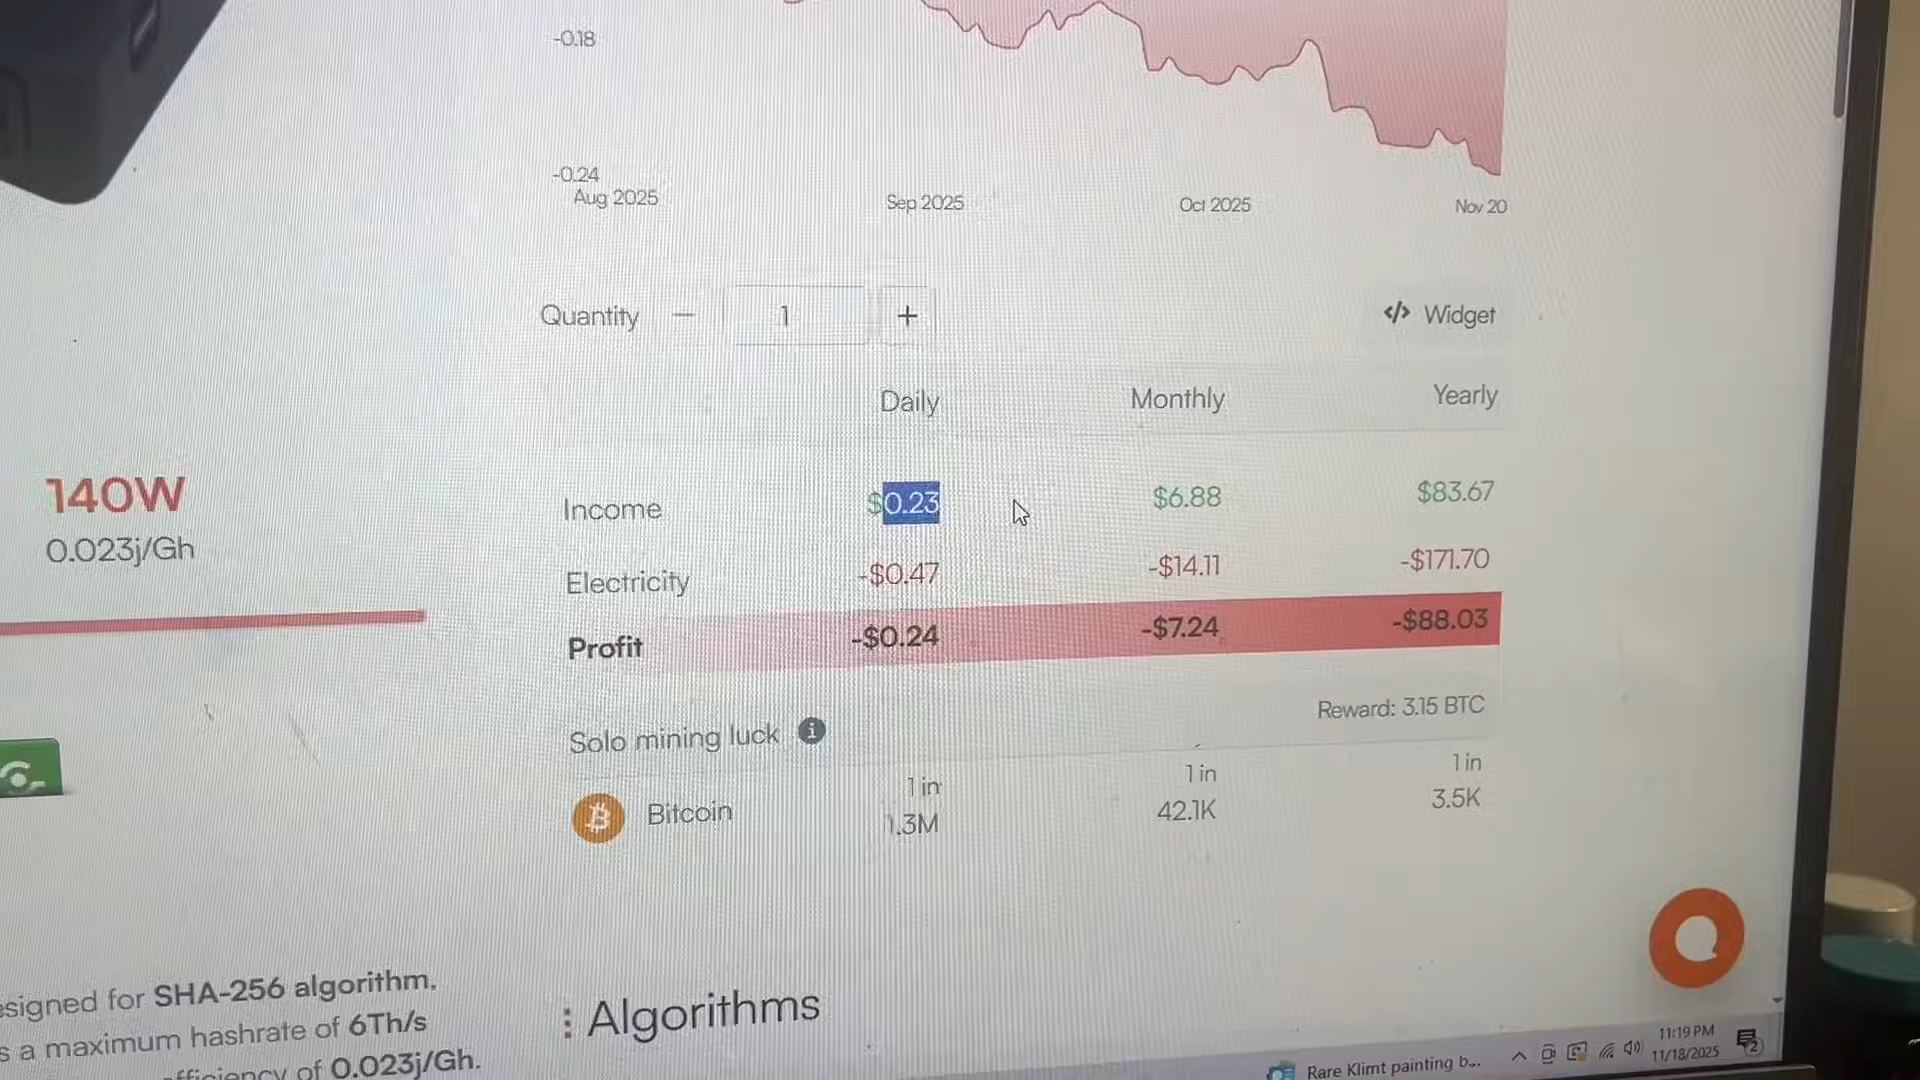 -0.18
-0.24
Aug 2025 Sep 2025 Oct 2025 Nov 20
Quantity — 1 + </> Widget
Daily Monthly Yearly
140W
0.023j/Gh
Income $0.23 $6.88 $83.67
Electricity -$0.47 -$14.11 -$171.70
Profit -$0.24 -$7.24 -$88.03
Solo mining luck i Reward: 3.15 BTC
Bitcoin 1 in 1.3M 1 in 42.1K 1 in 3.5K
esigned for SHA-256 algorithm,
s a maximum hashrate of 6Th/s
fficiency of 0.023j/Gh.
Algorithms
Rare Klimt painting b...
11:19 PM
11/18/2025
2